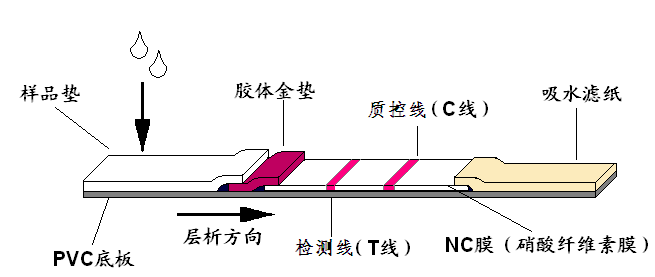 样品垫
胶体金垫
质控线（C线）
吸水滤纸
层析方向
检测线（T线）
NC膜（硝酸纤维素膜）
PVC底板